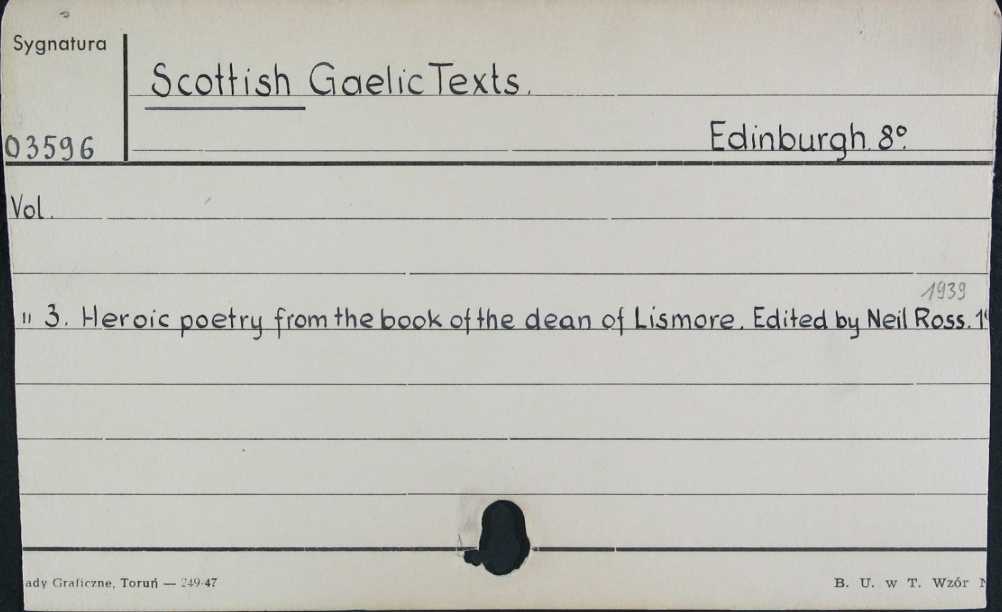 Sygnatura
Scottish Gaelic Texts.
03596
Edinburgh. 8º.
Vol.
1939
" 3. Heroic poetry from the book of the dean of Lismore. Edited by Neil Ross.
ady Graficzne, Toruń — 249-47
B. U. w T. Wzór